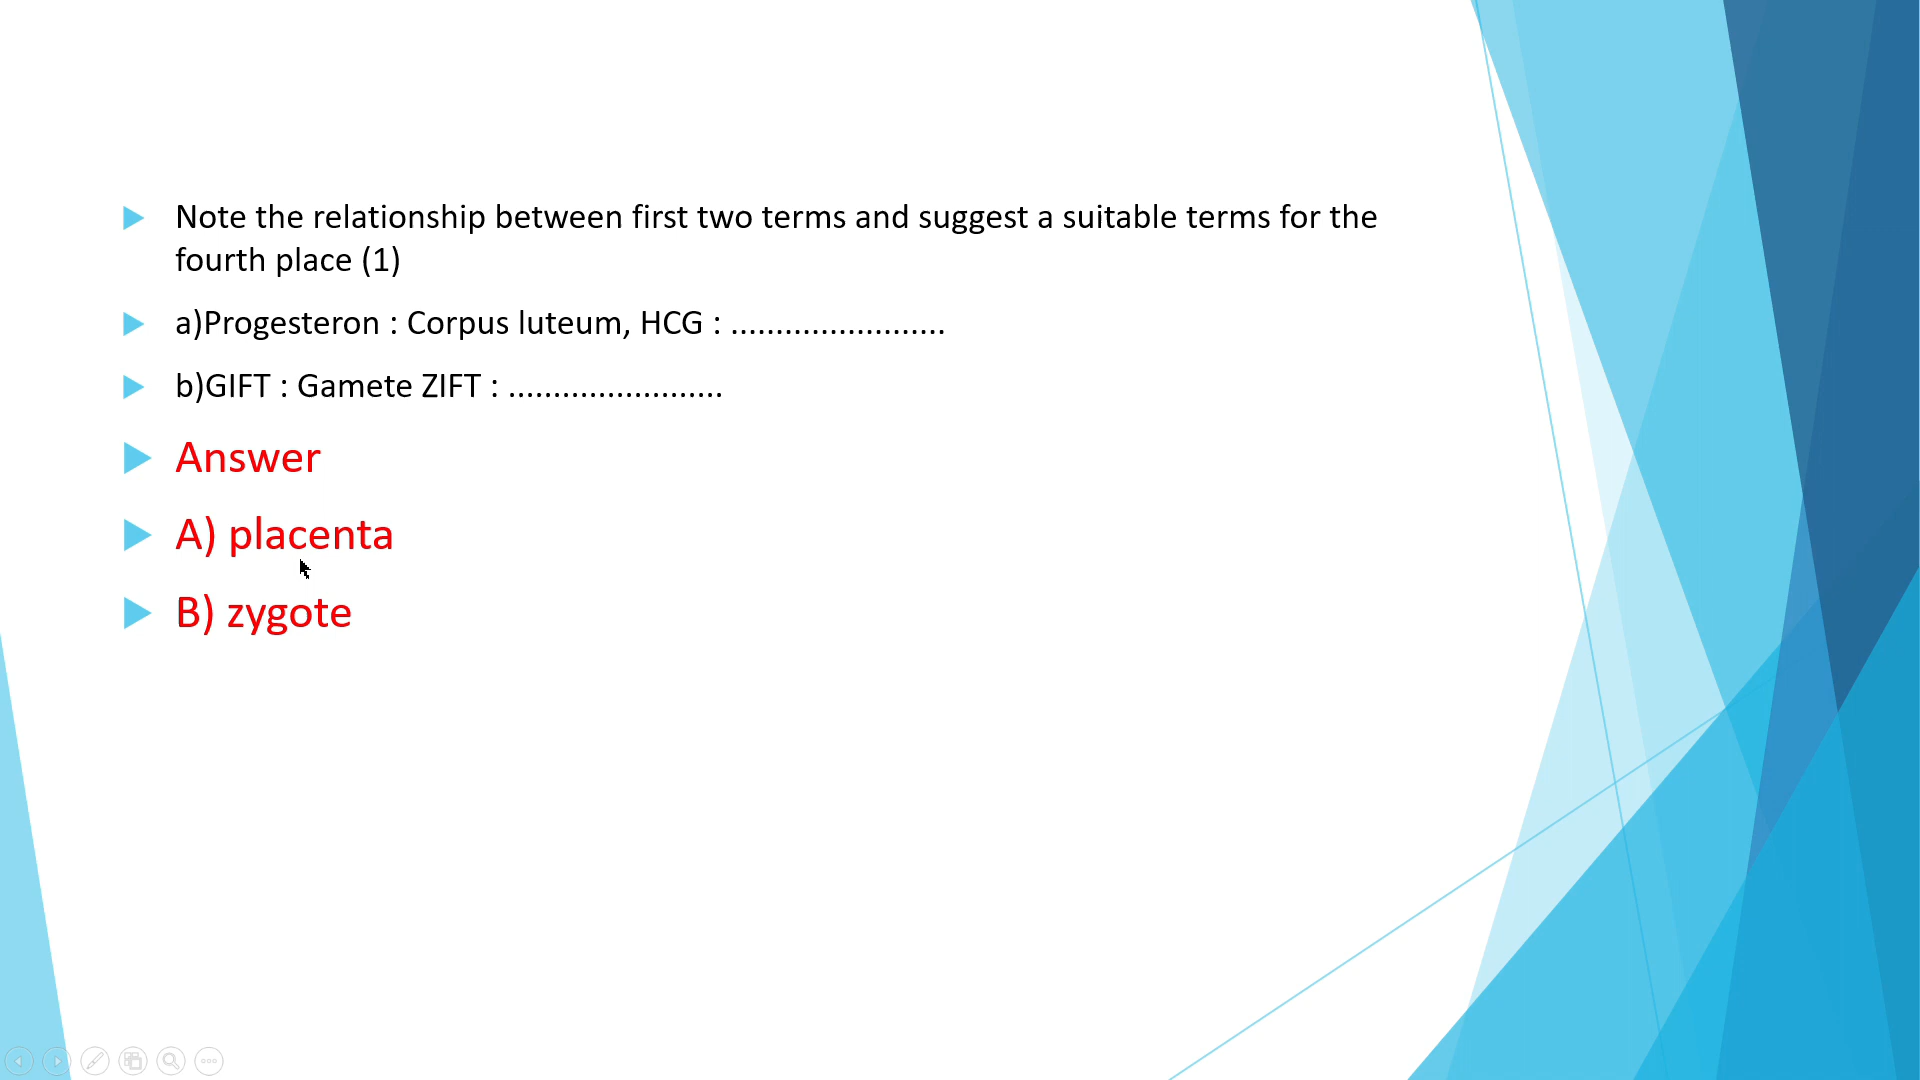 Note the relationship between first two terms and suggest a suitable terms for the
fourth place (1)
a)Progesteron : Corpus luteum, HCG : ........................
b)GIFT : Gamete ZIFT : ........................
Answer
A) placenta
B) zygote